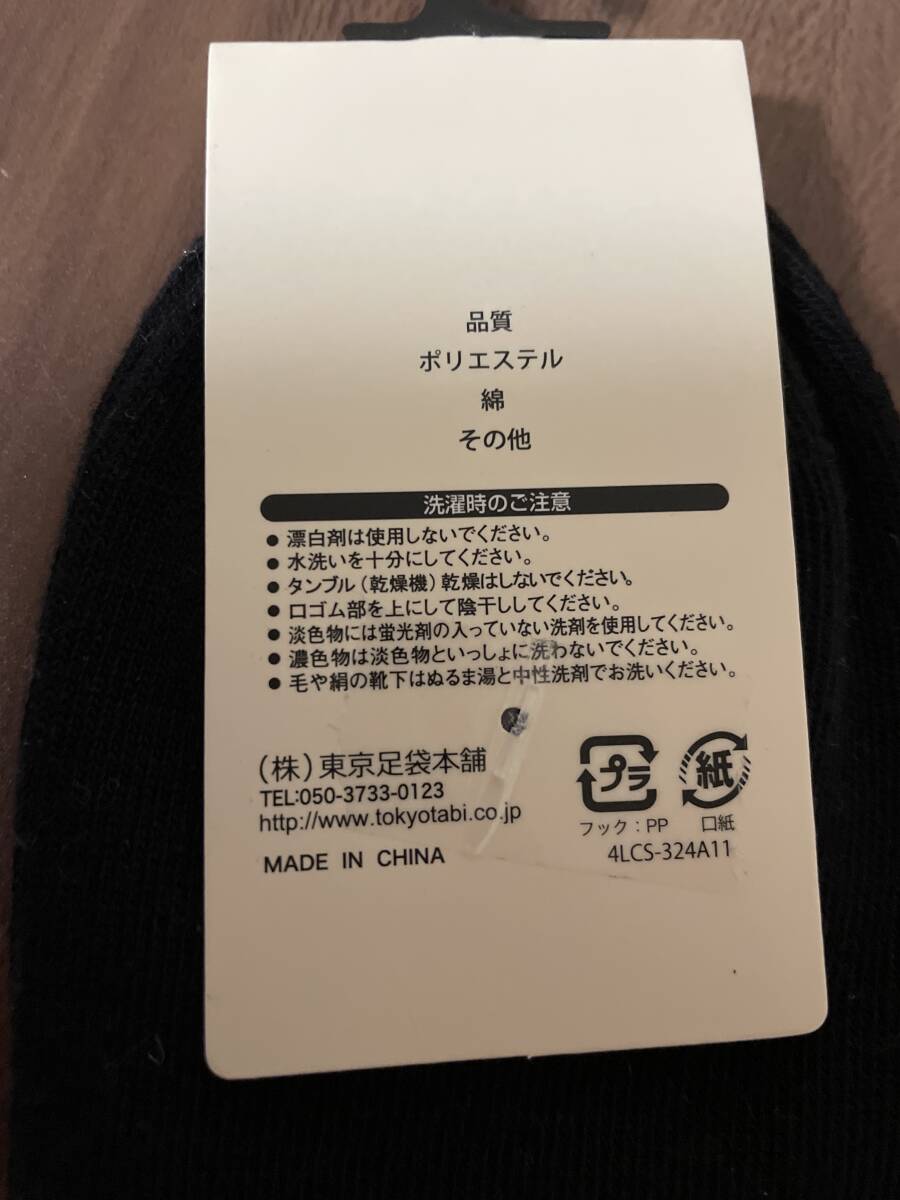 品質
ポリエステル
綿
その他
洗濯時のご注意
● 漂白剤は使用しないでください。
● 水洗いを十分にしてください。
● タンブル（乾燥機）乾燥はしないでください。
● 口ゴム部を上にして陰干ししてください。
● 淡色物には蛍光剤の入っていない洗剤を使用してください。
● 濃色物は淡色物といっしょに洗わないでください。
● 毛や絹の靴下はぬるま湯と中性洗剤でお洗いください。
（株）東京足袋本舗
TEL:050-3733-0123
http://www.tokyotabi.co.jp
MADE IN CHINA
プラ
紙
フック：PP
口紙
4LCS-324A11